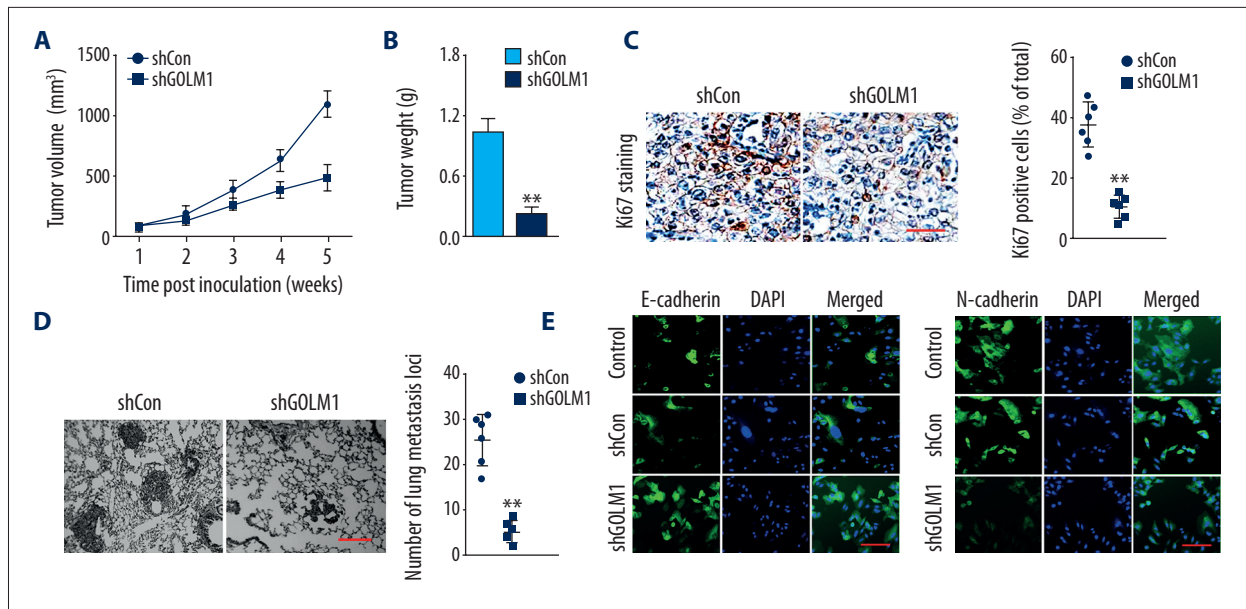 A
Tumor volume (mm³)
1500
1000
500
0
shCon
shGOLM1
1 2 3 4 5
Time post inoculation (weeks)
B
Tumor weght (g)
1.8
1.2
0.6
0.0
shCon
shGOLM1
**
C
Ki67 staining
shCon shGOLM1
Ki67 positive cells (% of total)
60
40
20
0
shCon
shGOLM1
**
D
shCon shGOLM1
Number of lung metastasis loci
40
30
20
10
0
shCon
shGOLM1
**
E
E-cadherin DAPI Merged
Control
shCon
shGOLM1
N-cadherin DAPI Merged
Control
shCon
shGOLM1